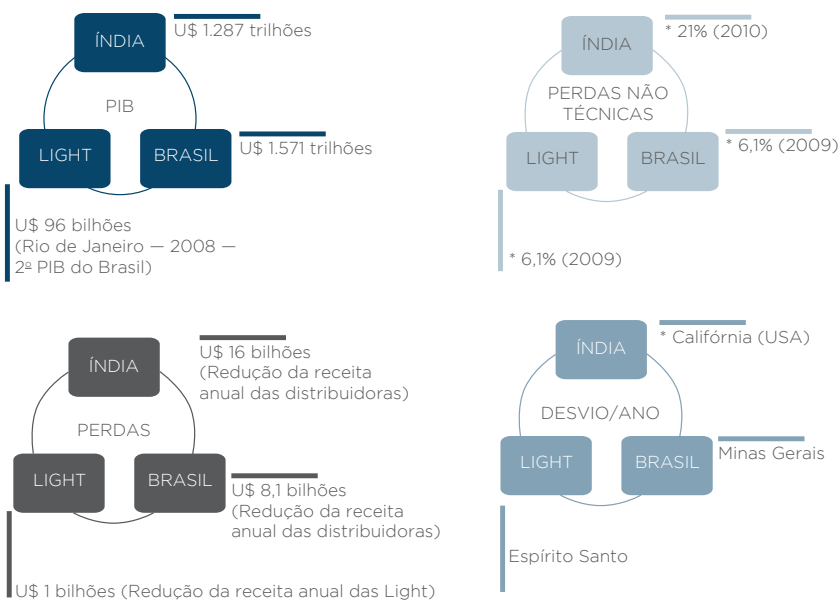 ÍNDIA
U$ 1.287 trilhões
PIB
LIGHT
BRASIL
U$ 1.571 trilhões
U$ 96 bilhões
(Rio de Janeiro — 2008 —
2º PIB do Brasil)
ÍNDIA
* 21% (2010)
PERDAS NÃO
TÉCNICAS
LIGHT
BRASIL
* 6,1% (2009)
* 6,1% (2009)
ÍNDIA
U$ 16 bilhões
(Redução da receita
anual das distribuidoras)
PERDAS
LIGHT
BRASIL
U$ 8,1 bilhões
(Redução da receita
anual das distribuidoras)
U$ 1 bilhões (Redução da receita anual das Light)
ÍNDIA
* Califórnia (USA)
DESVIO/ANO
LIGHT
BRASIL
Minas Gerais
Espírito Santo